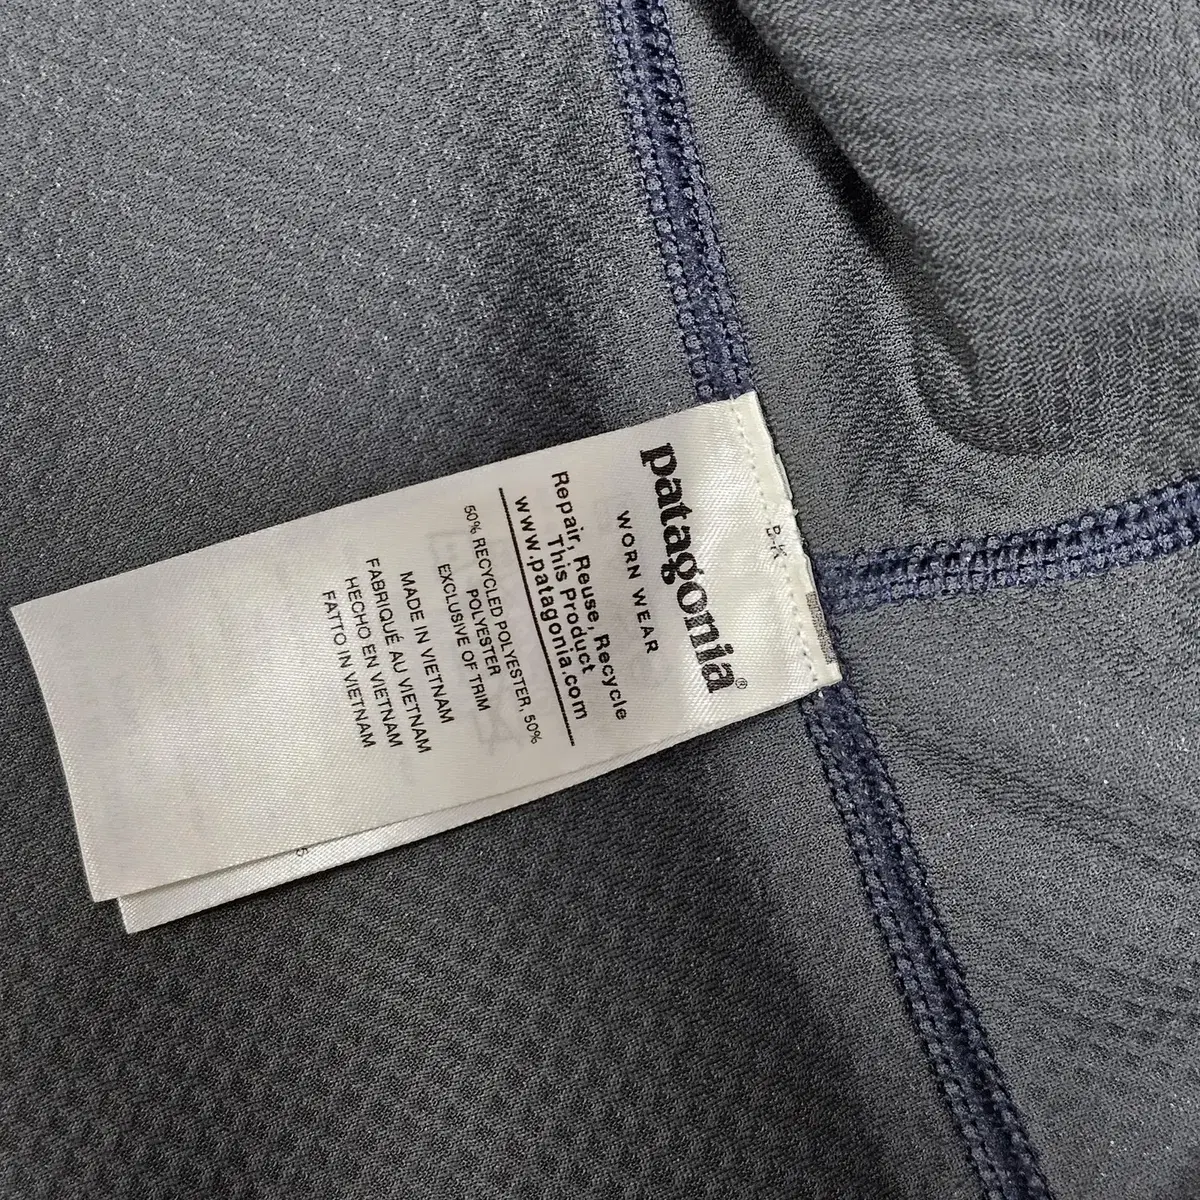 B-K
patagonia®
WORN WEAR
Repair, Reuse, Recycle
This Product
www.patagonia.com
50% RECYCLED POLYESTER, 50%
POLYESTER
EXCLUSIVE OF TRIM
MADE IN VIETNAM
FABRIQUÉ AU VIETNAM
HECHO EN VIETNAM
FATTO IN VIETNAM